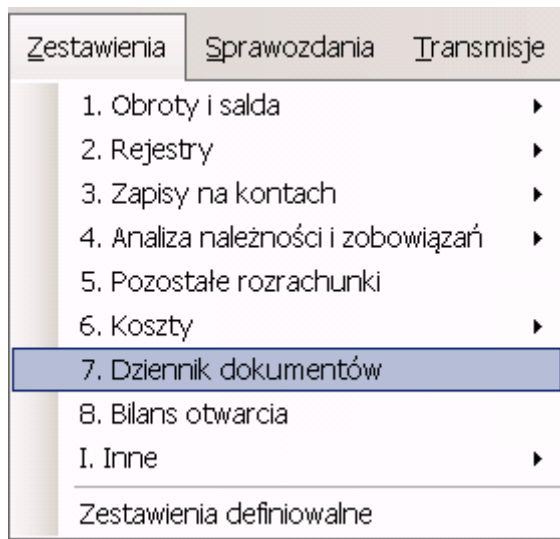 Zestawienia Sprawozdania Transmisje
1. Obroty i salda
2. Rejestry
3. Zapisy na kontach
4. Analiza należności i zobowiązań
5. Pozostałe rozrachunki
6. Koszty
7. Dziennik dokumentów
8. Bilans otwarcia
I. Inne
Zestawienia definiowalne